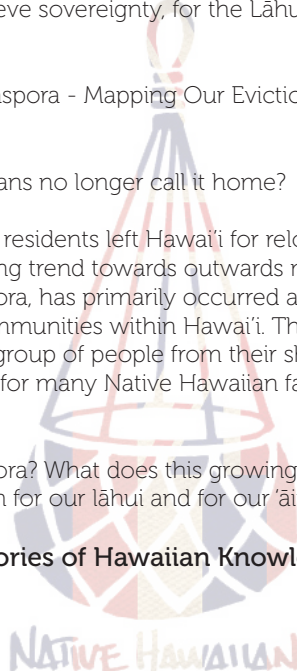 eve sovereignty, for the Lāhu
aspora - Mapping Our Evictio
ans no longer call it home?
residents left Hawai‘i for relo
ng trend towards outwards m
ora, has primarily occurred a
mmunities within Hawai‘i. Th
group of people from their sh
for many Native Hawaiian fa
ora? What does this growing
n for our lāhui and for our ‘āi
ories of Hawaiian Knowl
NATIVE HAWAIIAN